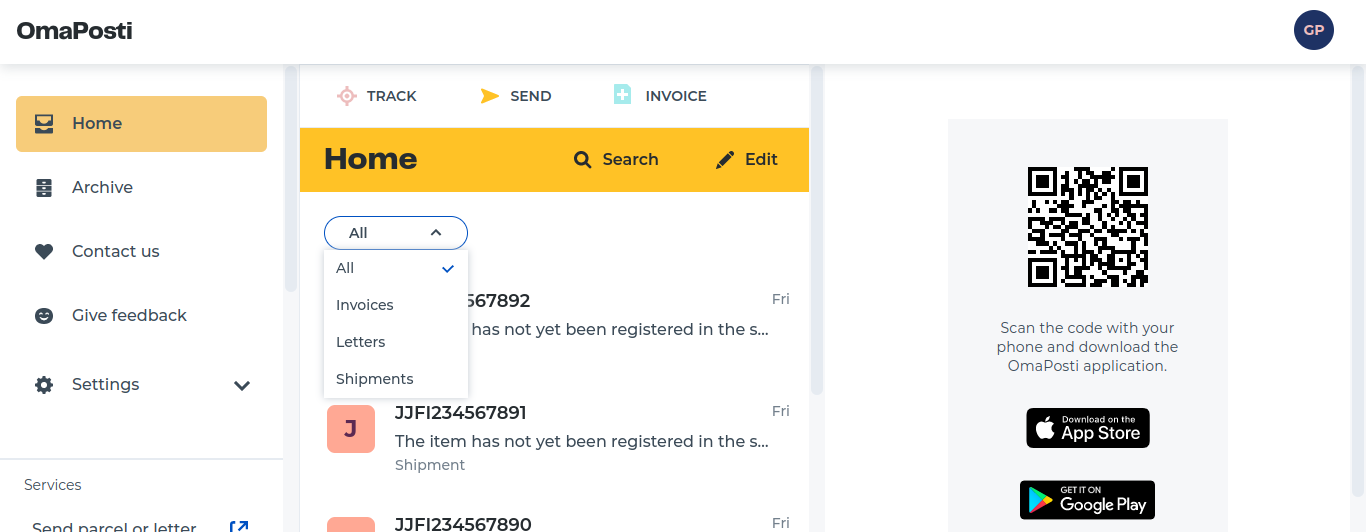 OmaPosti
GP
Home
Archive
Contact us
Give feedback
Settings
Services
Send parcel or letter
TRACK
SEND
INVOICE
Home
Search
Edit
All
All
Invoices
Letters
Shipments
567892
Fri
has not yet been registered in the s...
J
JJFI234567891
Fri
The item has not yet been registered in the s...
Shipment
JJFI234567890
Fri
Scan the code with your
phone and download the
OmaPosti application.
Download on the
App Store
GET IT ON
Google Play